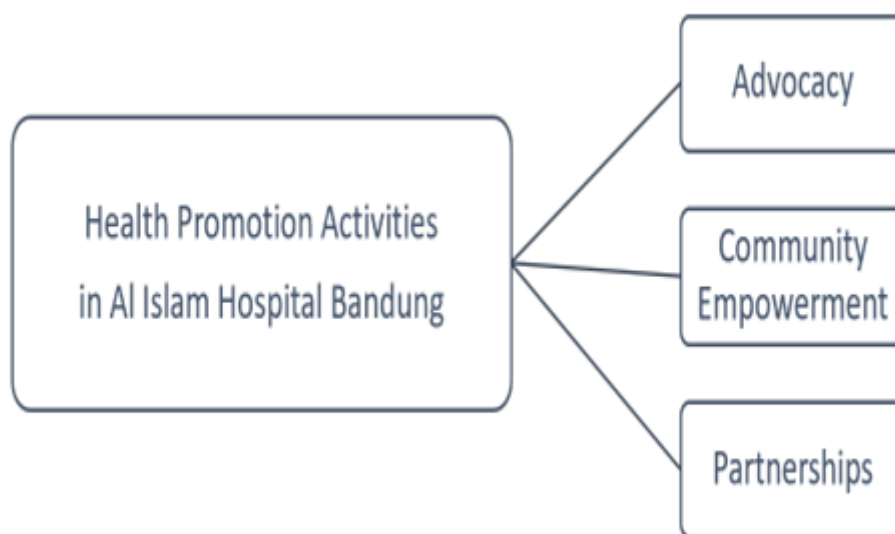 Health Promotion Activities
in Al Islam Hospital Bandung
Advocacy
Community
Empowerment
Partnerships